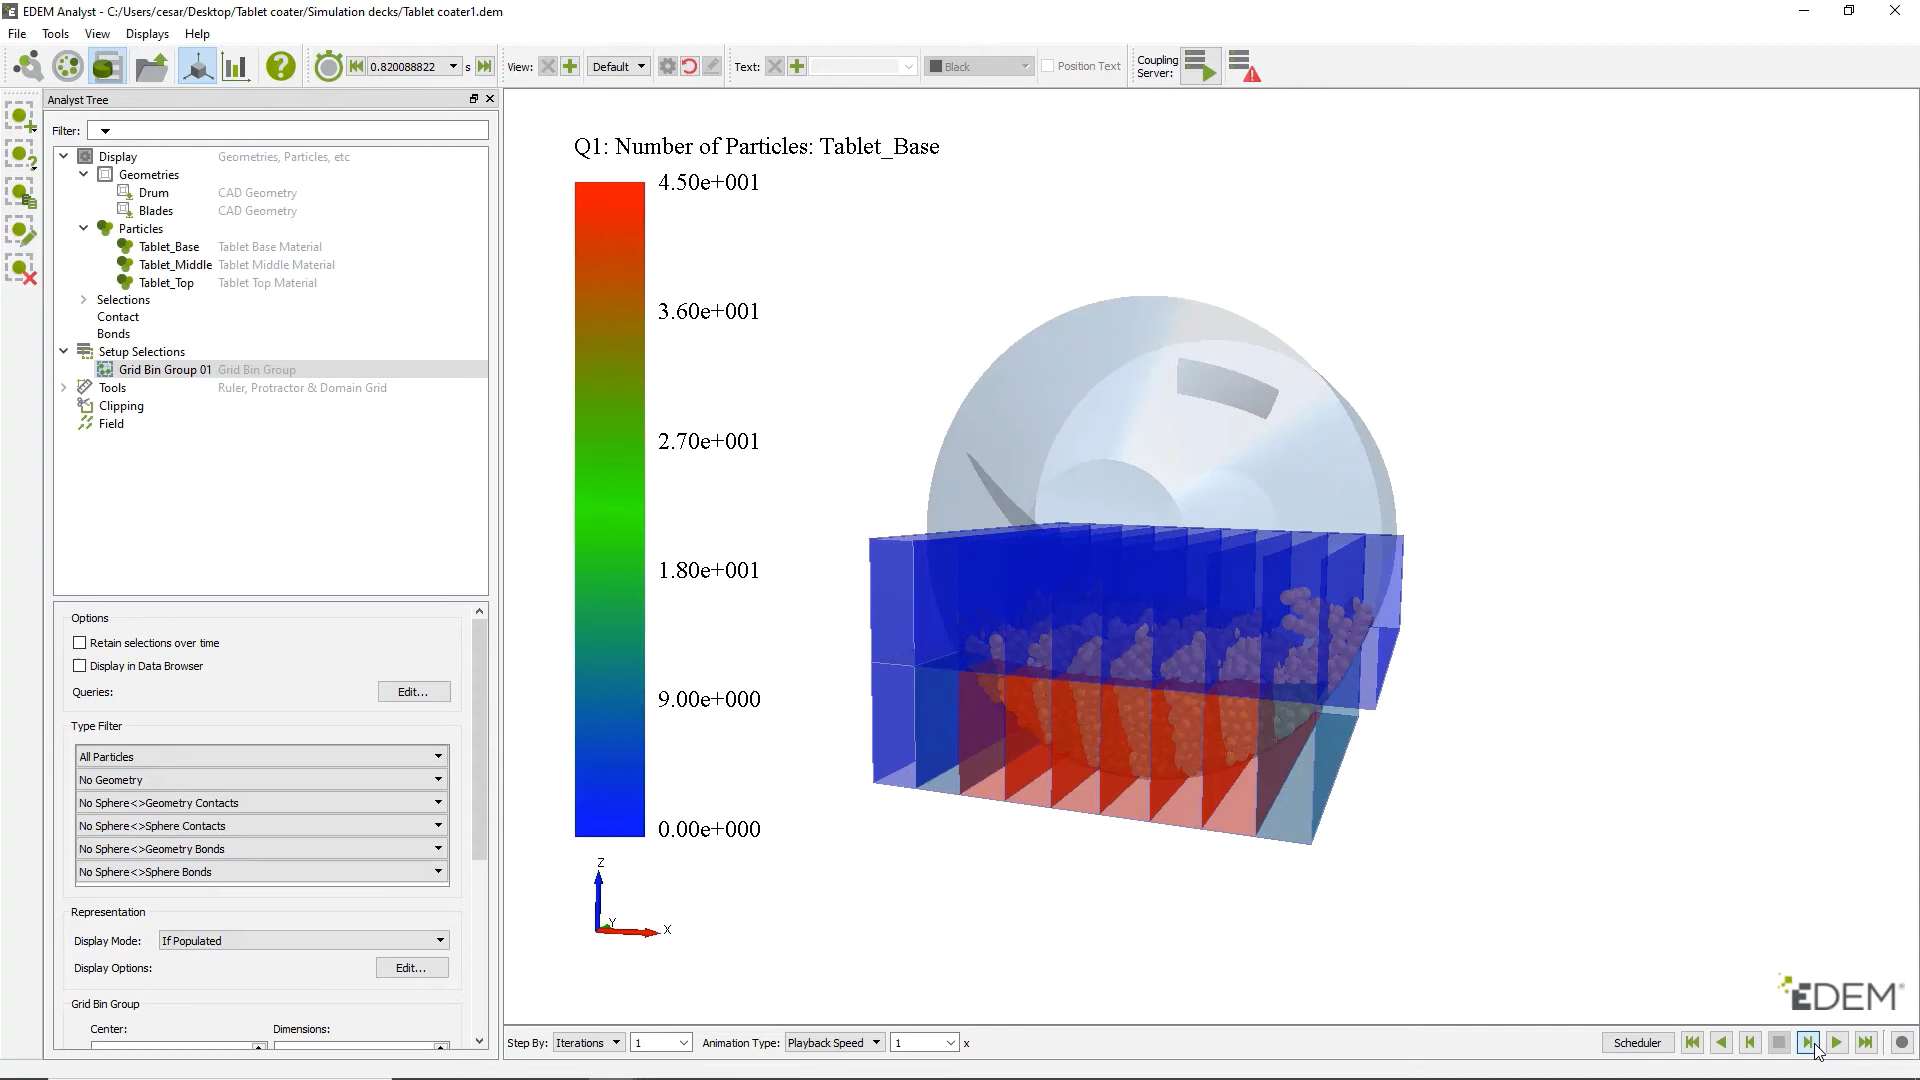 EDEM Analyst - C:/Users/cesar/Desktop/Tablet coater/Simulation decks/Tablet coater1.dem
File Tools View Displays Help
0.820088822 s View: Default Text: Black Position Text Coupling Server:
Analyst Tree
Filter:
Display Geometries, Particles, etc
Geometries
Drum CAD Geometry
Blades CAD Geometry
Particles
Tablet_Base Tablet Base Material
Tablet_Middle Tablet Middle Material
Tablet_Top Tablet Top Material
Selections
Contact
Bonds
Setup Selections
Grid Bin Group 01 Grid Bin Group
Tools Ruler, Protractor & Domain Grid
Clipping
Field
Options
Retain selections over time
Display in Data Browser
Queries: Edit...
Type Filter
All Particles
No Geometry
No Sphere<>Geometry Contacts
No Sphere<>Sphere Contacts
No Sphere<>Geometry Bonds
No Sphere<>Sphere Bonds
Representation
Display Mode: If Populated
Display Options: Edit...
Grid Bin Group
Center: Dimensions:
Q1: Number of Particles: Tablet_Base
4.50e+001
3.60e+001
2.70e+001
1.80e+001
9.00e+000
0.00e+000
Z
Y
X
EDEM
Step By: Iterations 1 Animation Type: Playback Speed 1 x Scheduler